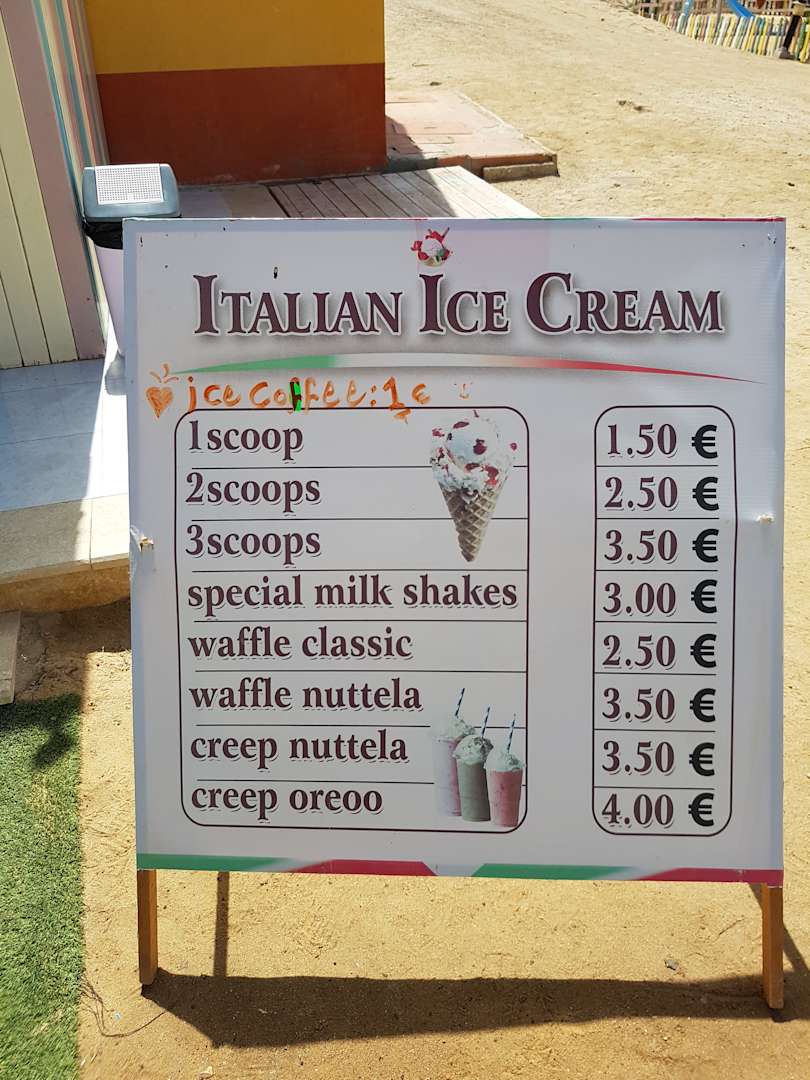 ITALIAN ICE CREAM
ice coffee:1€
1scoop 1.50 €
2scoops 2.50 €
3scoops 3.50 €
special milk shakes 3.00 €
waffle classic 2.50 €
waffle nuttela 3.50 €
creep nuttela 3.50 €
creep oreoo 4.00 €